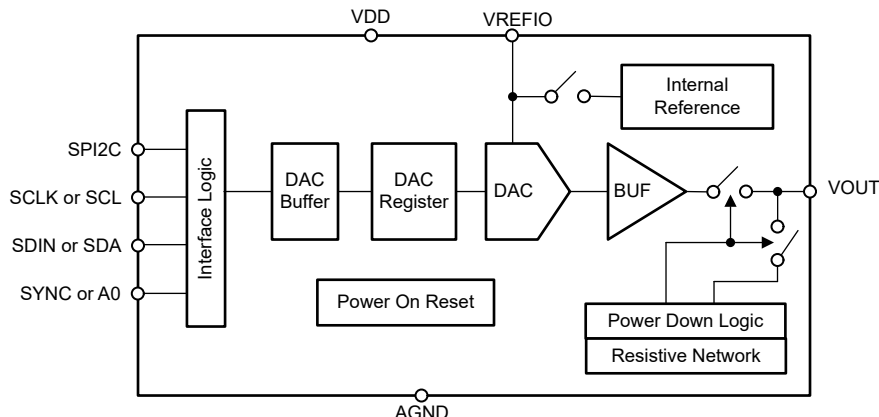 VDD
VREFIO
Internal
Reference
SPI2C
SCLK or SCL
SDIN or SDA
SYNC or A0
Interface Logic
DAC
Buffer
DAC
Register
DAC
BUF
VOUT
Power On Reset
Power Down Logic
Resistive Network
AGND